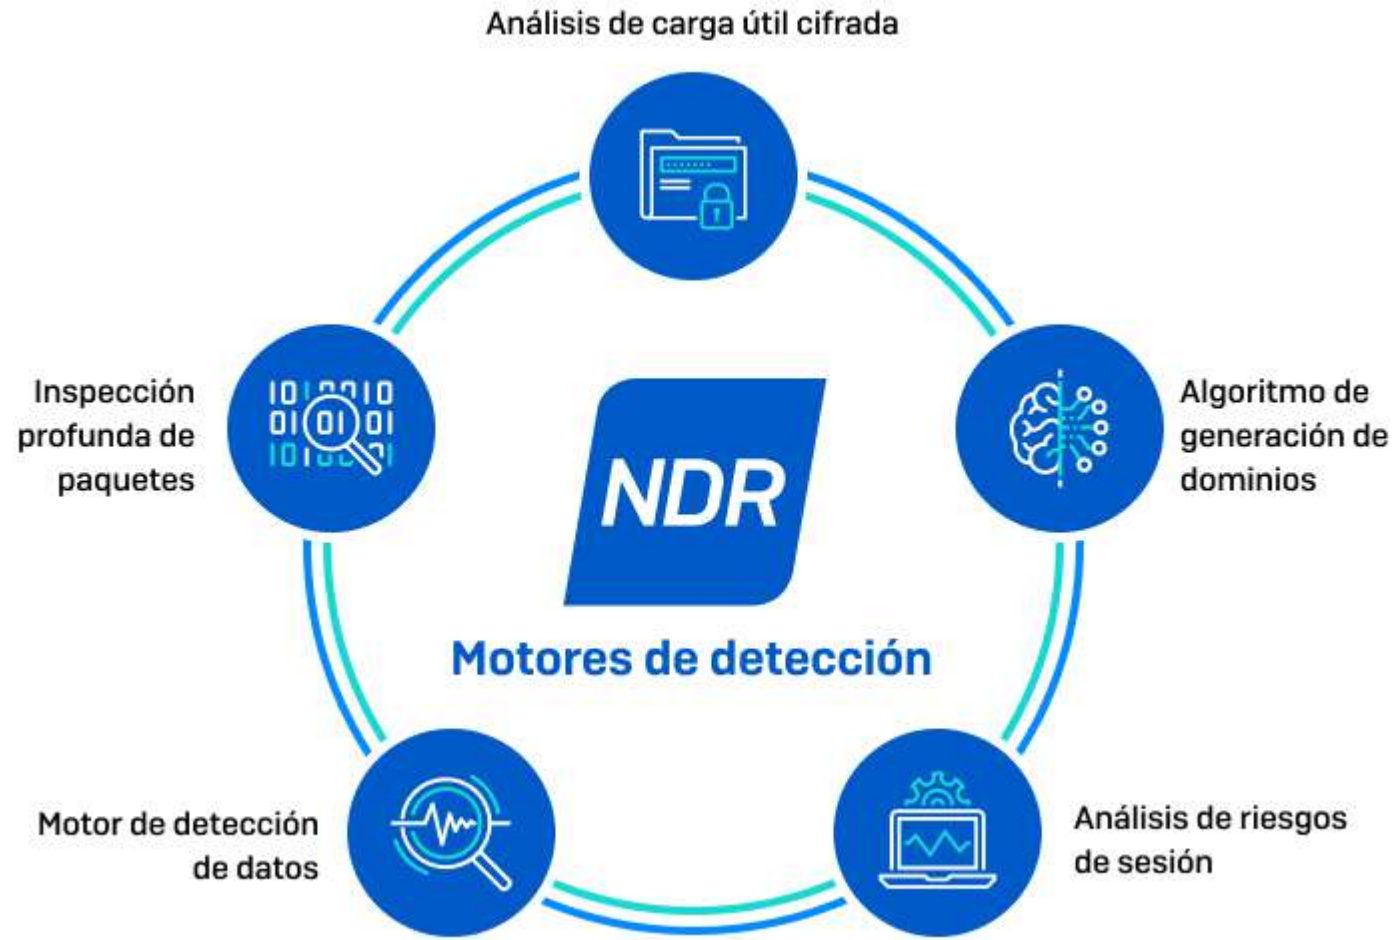 Análisis de carga útil cifrada
Inspección
profunda de
paquetes
Algoritmo de
generación de
dominios
NDR
Motores de detección
Motor de detección
de datos
Análisis de riesgos
de sesión